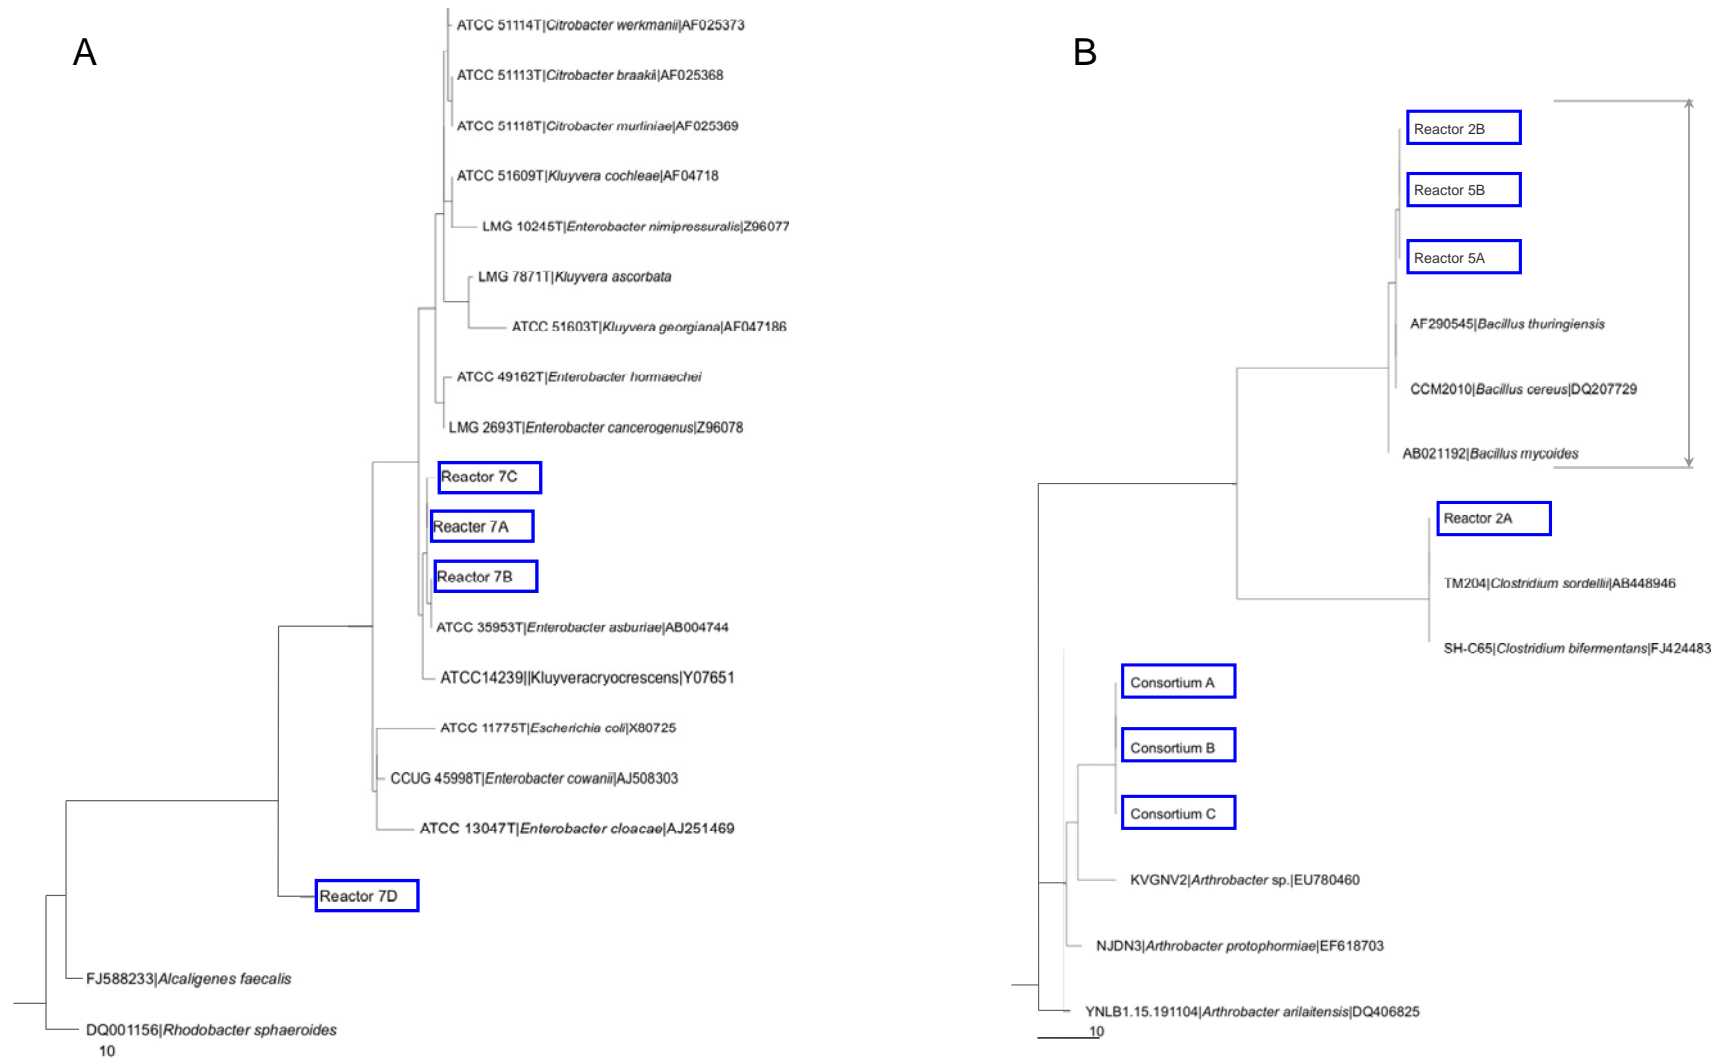 A
ATCC 51114T|Citrobacter werkmanii|AF025373
ATCC 51113T|Citrobacter braakii|AF025368
ATCC 51118T|Citrobacter murliniae|AF025369
ATCC 51609T|Kluyvera cochleae|AF04718
LMG 10245T|Enterobacter nimipressuralis|Z96077
LMG 7871T|Kluyvera ascorbata
ATCC 51603T|Kluyvera georgiana|AF047186
ATCC 49162T|Enterobacter hormaechei
LMG 2693T|Enterobacter cancerogenus|Z96078
Reactor 7C
Reacter 7A
Reactor 7B
ATCC 35953T|Enterobacter asburiae|AB004744
ATCC14239||Kluyveracryocrescens|Y07651
ATCC 11775T|Escherichia coli|X80725
CCUG 45998T|Enterobacter cowanii|AJ508303
ATCC 13047T|Enterobacter cloacae|AJ251469
Reactor 7D
FJ588233|Alcaligenes faecalis
DQ001156|Rhodobacter sphaeroides
10
B
Reactor 2B
Reactor 5B
Reactor 5A
AF290545|Bacillus thuringiensis
CCM2010|Bacillus cereus|DQ207729
AB021192|Bacillus mycoides
Reactor 2A
TM204|Clostridium sordellii|AB448946
SH-C65|Clostridium bifermentans|FJ424483
Consortium A
Consortium B
Consortium C
KVGNV2|Arthrobacter sp.|EU780460
NJDN3|Arthrobacter protophormiae|EF618703
YNLB1.15.191104|Arthrobacter arilaitensis|DQ406825
10